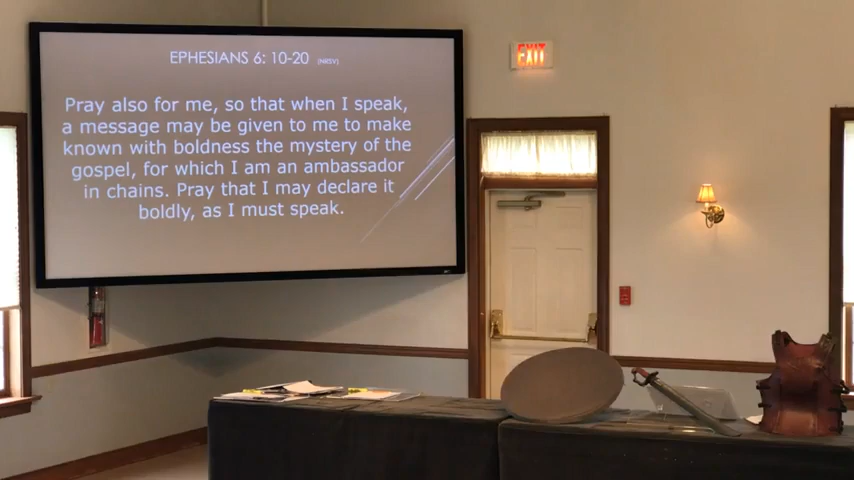 EPHESIANS 6: 10-20 (NRSV)
Pray also for me, so that when I speak,
a message may be given to me to make
known with boldness the mystery of the
gospel, for which I am an ambassador
in chains. Pray that I may declare it
boldly, as I must speak.
EXIT